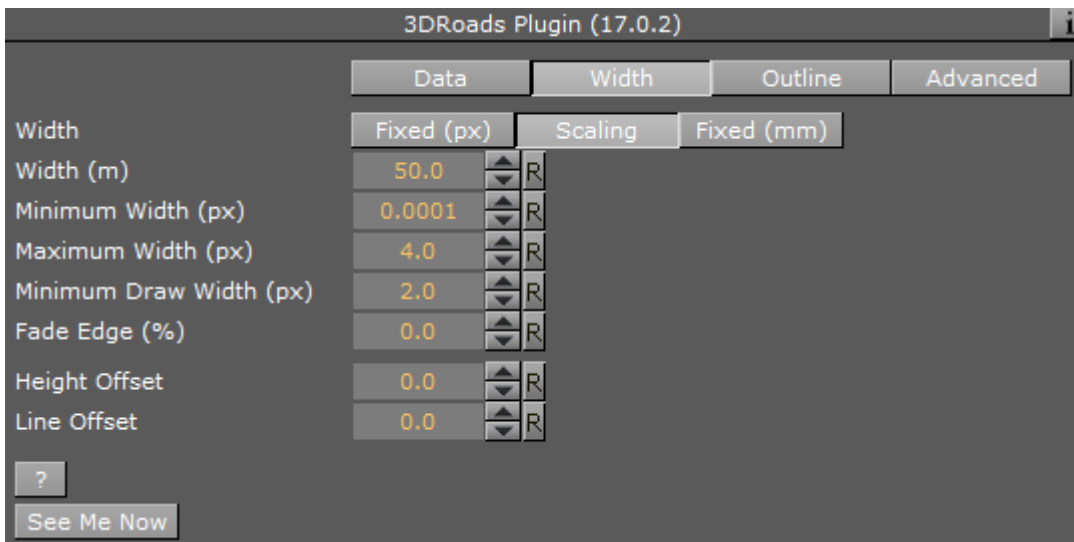 3DRoads Plugin (17.0.2) i
Data Width Outline Advanced
Width Fixed (px) Scaling Fixed (mm)
Width (m) 50.0 R
Minimum Width (px) 0.0001 R
Maximum Width (px) 4.0 R
Minimum Draw Width (px) 2.0 R
Fade Edge (%) 0.0 R
Height Offset 0.0 R
Line Offset 0.0 R
?
See Me Now